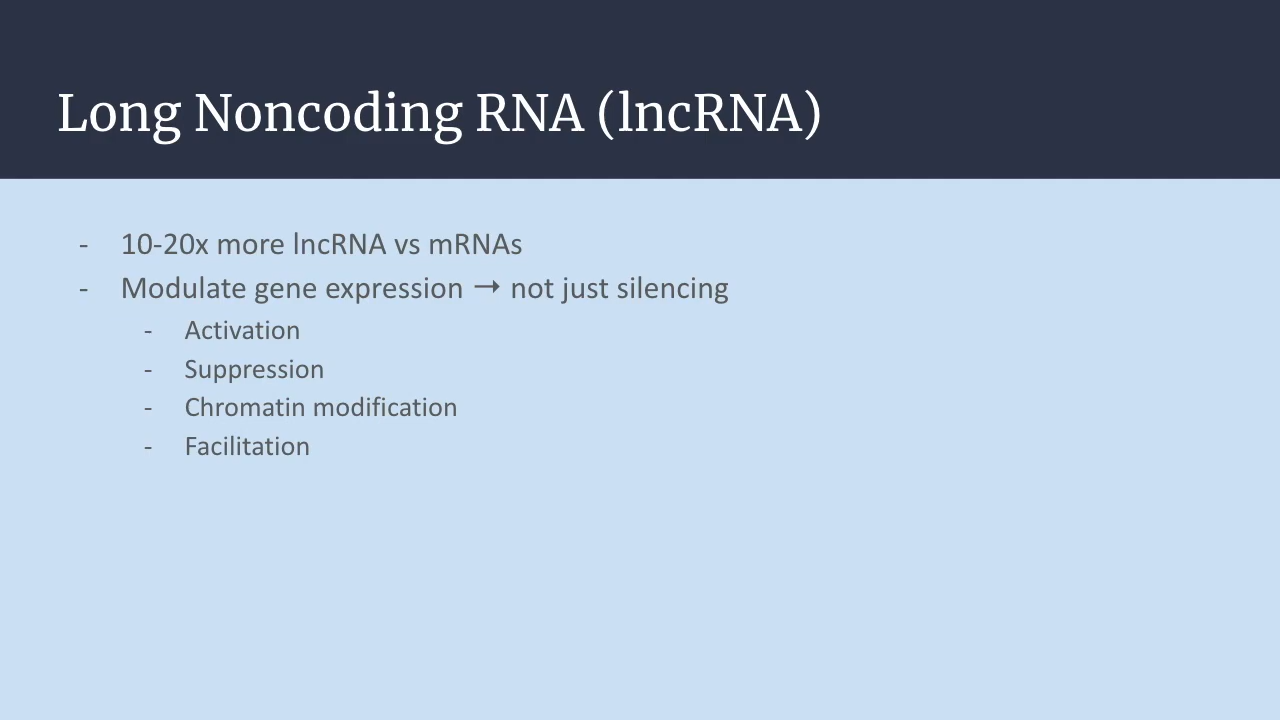 Long Noncoding RNA (lncRNA)
- 10-20x more lncRNA vs mRNAs
- Modulate gene expression → not just silencing
- Activation
- Suppression
- Chromatin modification
- Facilitation